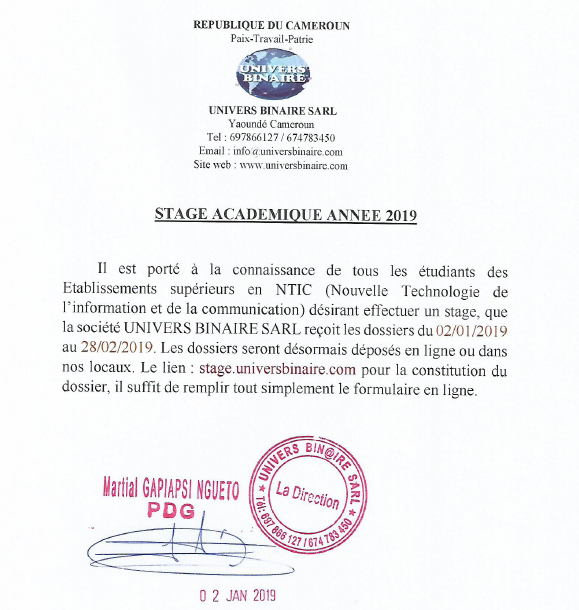 REPUBLIQUE DU CAMEROUN
Paix-Travail-Patrie
UNIVERS
BINAIRE
UNIVERS BINAIRE SARL
Yaoundé Cameroun
Tel : 697866127 / 674783450
Email : info@universbinaire.com
Site web : www.universbinaire.com
STAGE ACADEMIQUE ANNEE 2019
Il est porté à la connaissance de tous les étudiants des
Etablissements supérieurs en NTIC (Nouvelle Technologie de
l'information et de la communication) désirant effectuer un stage, que
la société UNIVERS BINAIRE SARL reçoit les dossiers du 02/01/2019
au 28/02/2019. Les dossiers seront désormais déposés en ligne ou dans
nos locaux. Le lien : stage.universbinaire.com pour la constitution du
dossier, il suffit de remplir tout simplement le formulaire en ligne.
Martial GAPIAPSI NGUETO
PDG
★ UNIVERS BIN@IRE SARL ★
La Direction
Tél: 697 866 127 / 674 783 450
02 JAN 2019